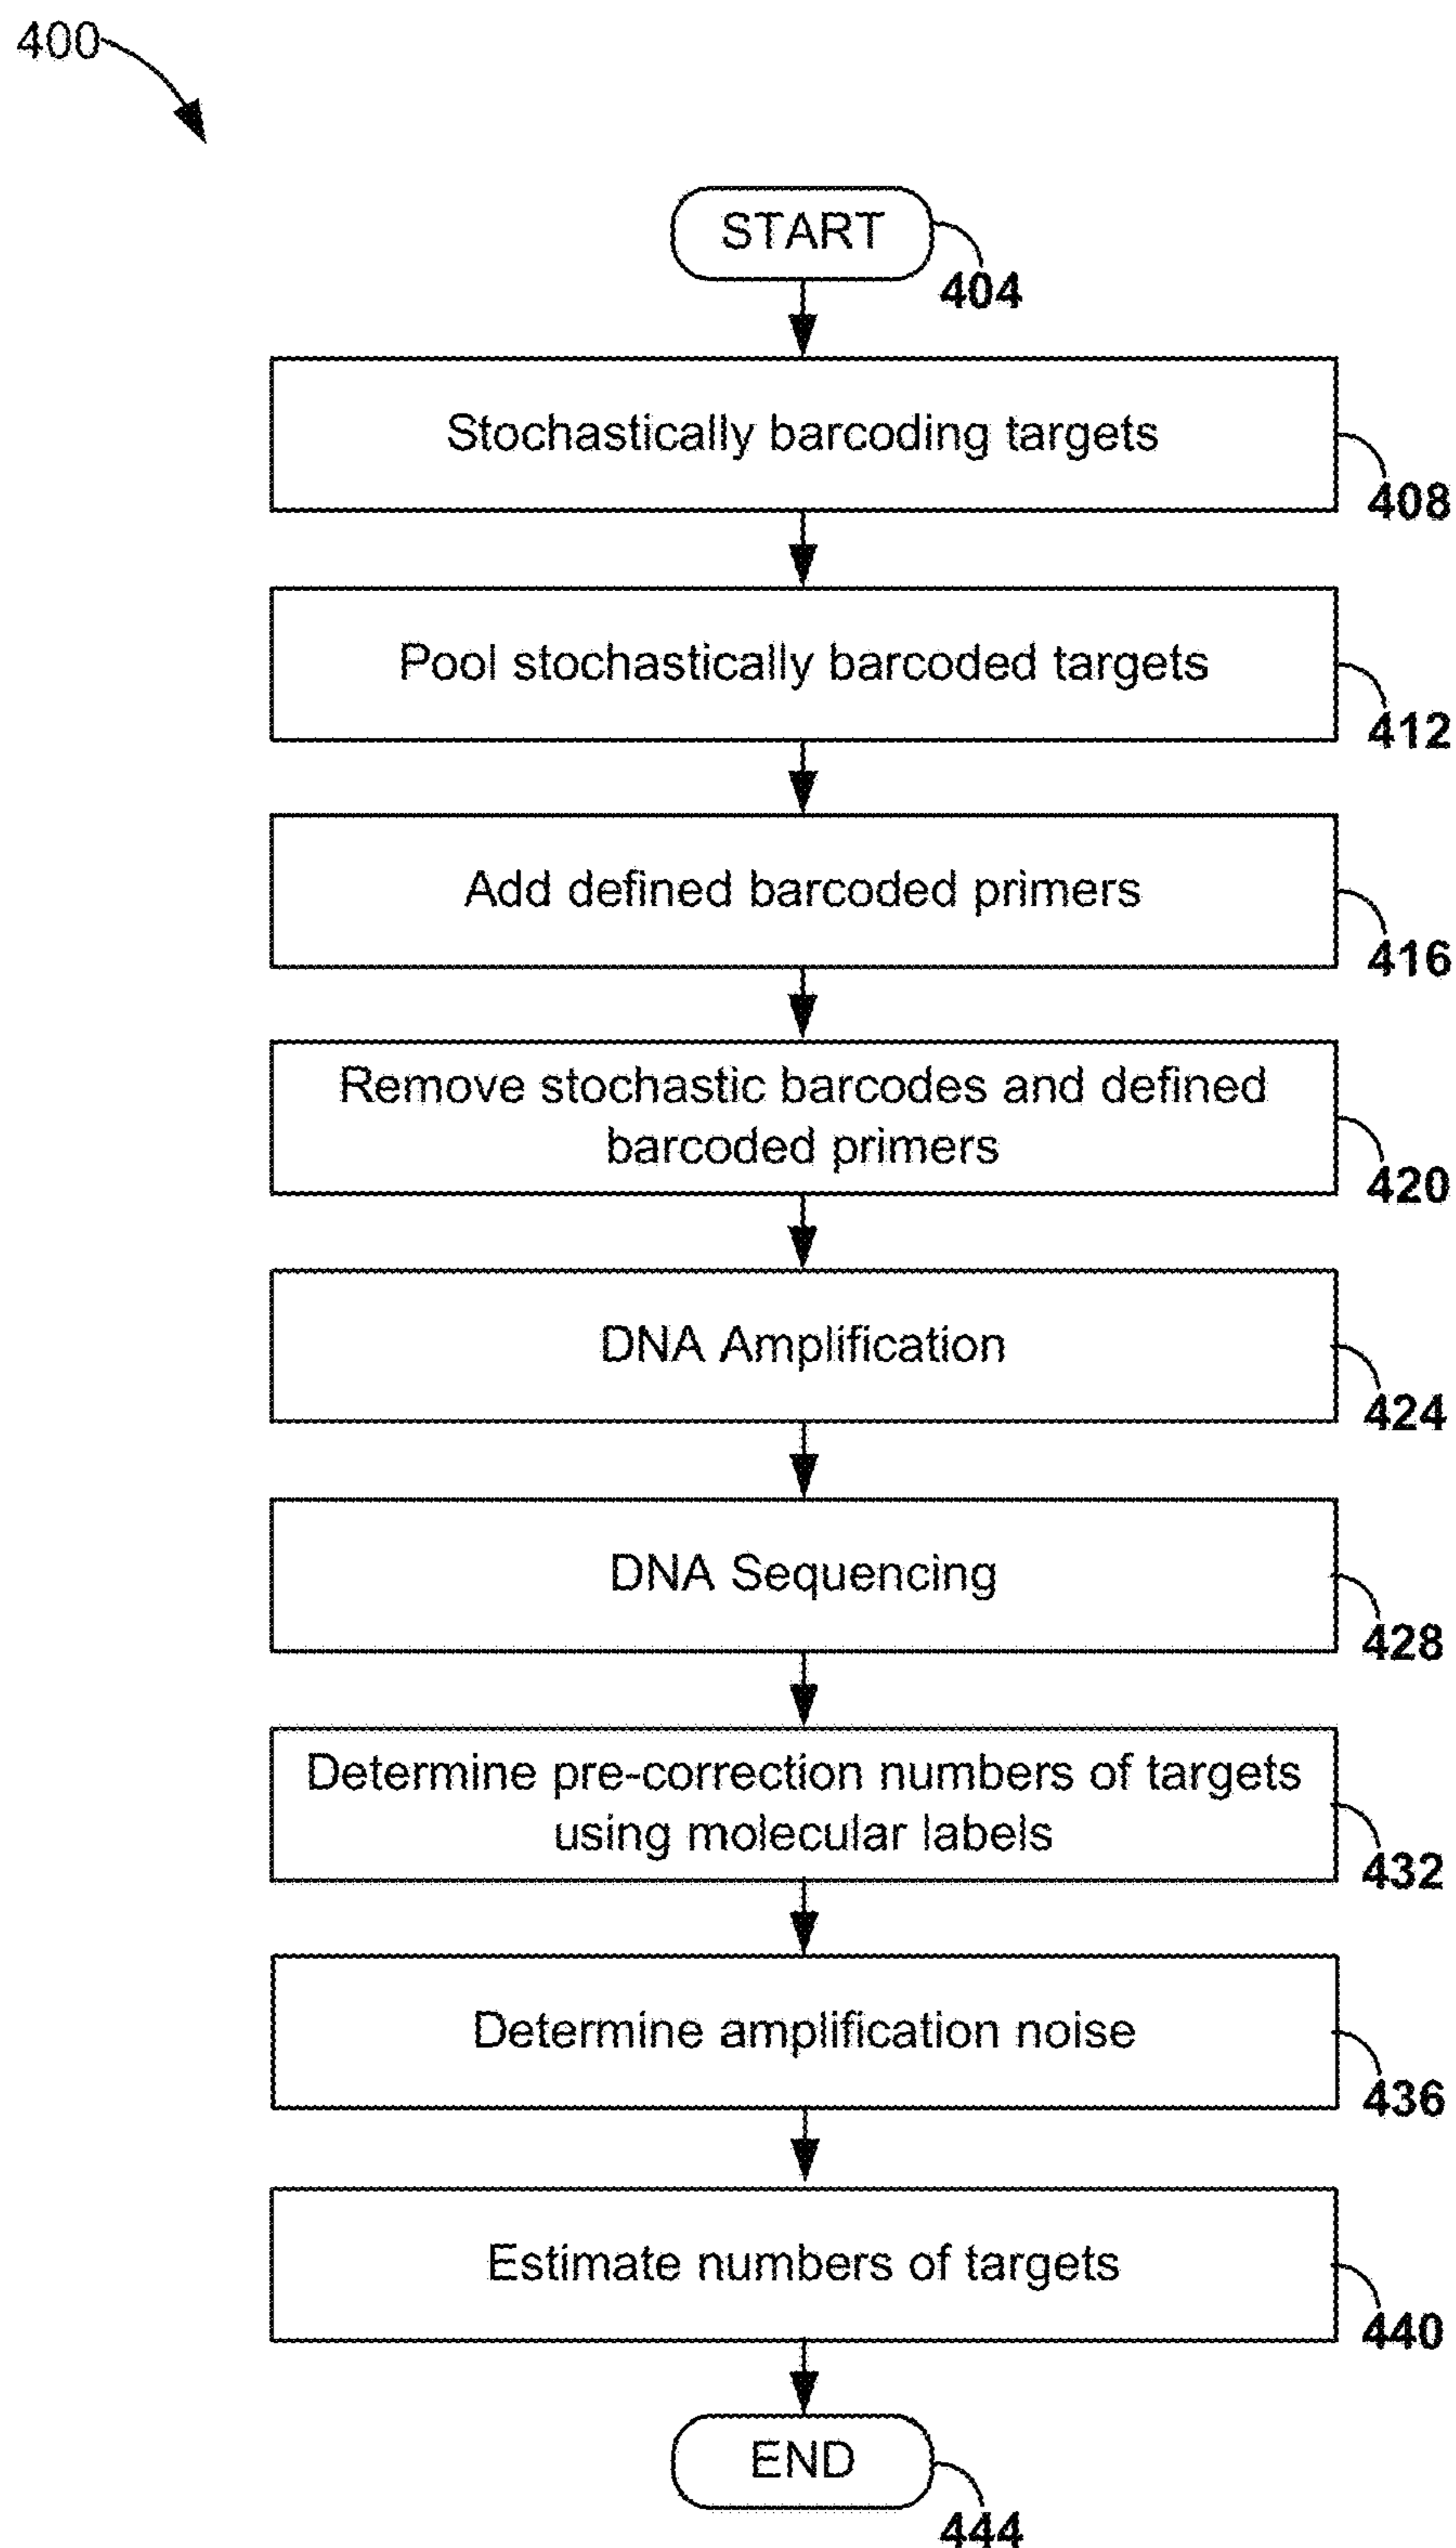 400
START
404
Stochastically barcoding targets
408
Pool stochastically barcoded targets
412
Add defined barcoded primers
416
Remove stochastic barcodes and defined
barcoded primers
420
DNA Amplification
424
DNA Sequencing
428
Determine pre-correction numbers of targets
using molecular labels
432
Determine amplification noise
436
Estimate numbers of targets
440
END
444